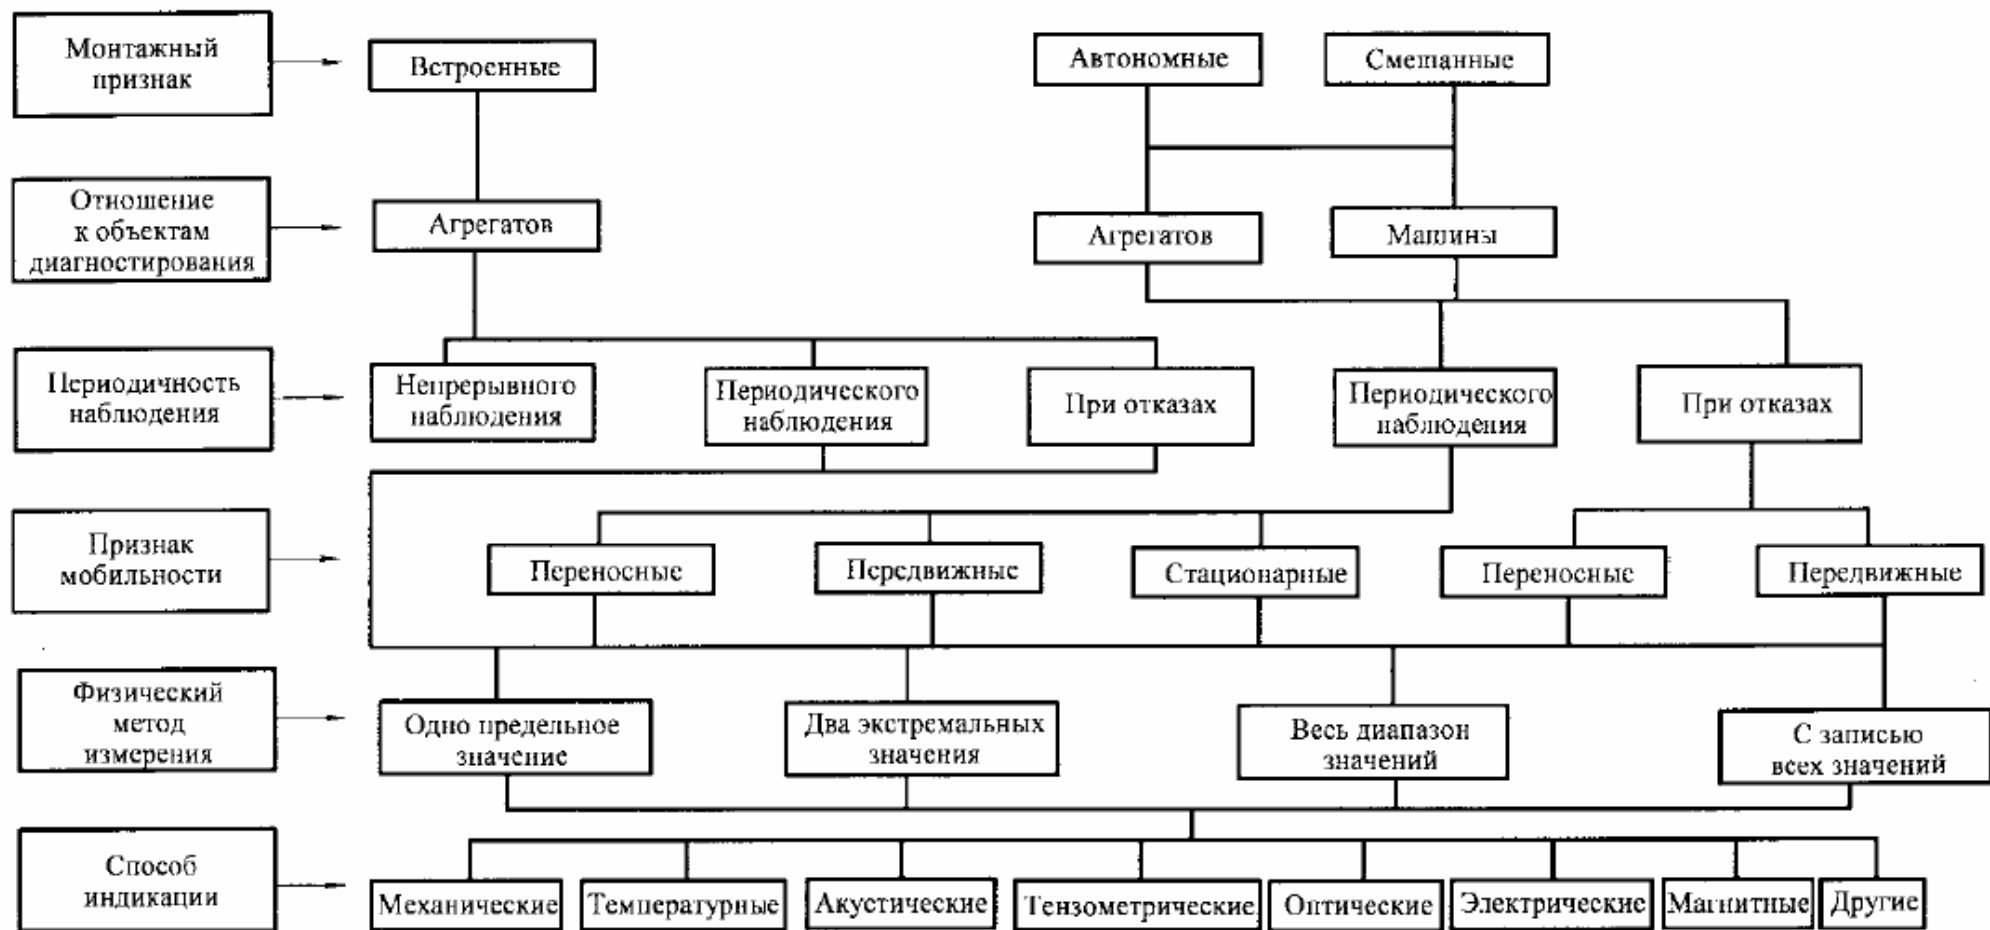 Монтажный
признак
Встроенные
Автономные
Смешанные
Отношение
к объектам
диагностирования
Агрегатов
Агрегатов
Машины
Периодичность
наблюдения
Непрерывного
наблюдения
Периодического
наблюдения
При отказах
Периодического
наблюдения
При отказах
Признак
мобильности
Переносные
Передвижные
Стационарные
Переносные
Передвижные
Физический
метод
измерения
Одно предельное
значение
Два экстремальных
значения
Весь диапазон
значений
С записью
всех значений
Способ
индикации
Механические
Температурные
Акустические
Тензометрические
Оптические
Электрические
Магнитные
Другие